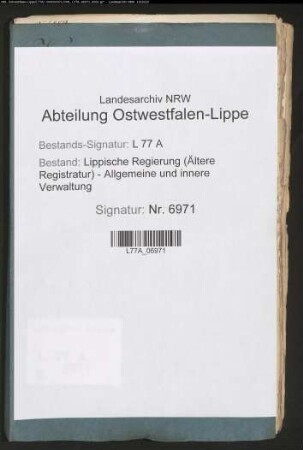 Landesarchiv NRW
Abteilung Ostwestfalen-Lippe
Bestands-Signatur: L 77 A
Bestand: Lippische Regierung (Ältere
Registratur) - Allgemeine und innere
Verwaltung
Signatur: Nr. 6971
L77A_06971